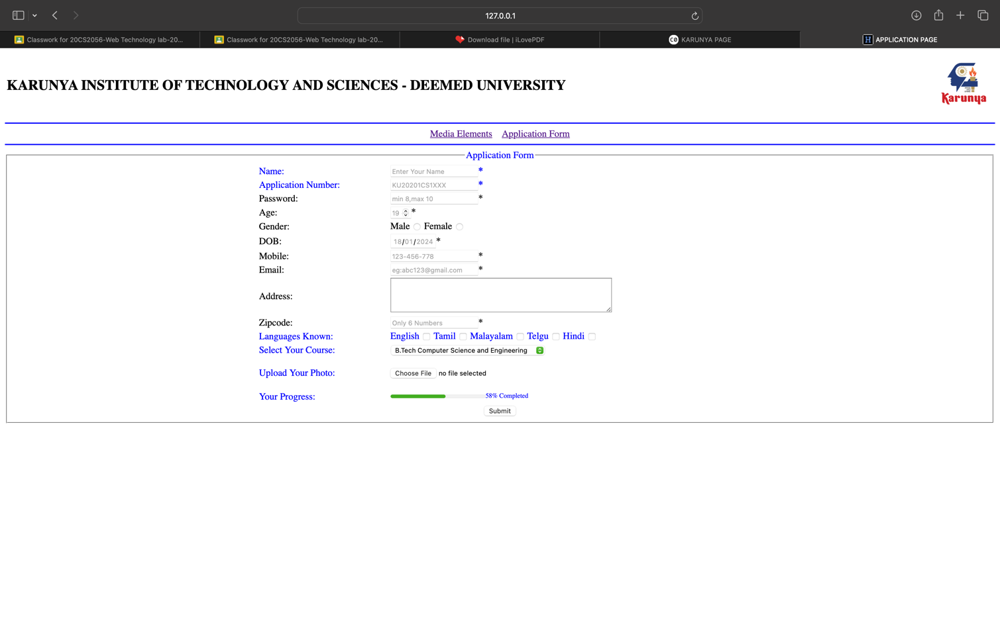 127.0.0.1
Classwork for 20CS2056-Web Technology lab-20...
Classwork for 20CS2056-Web Technology lab-20...
Download file | iLovePDF
KARUNYA PAGE
APPLICATION PAGE
KARUNYA INSTITUTE OF TECHNOLOGY AND SCIENCES - DEEMED UNIVERSITY
Karunya
Media Elements Application Form
Application Form
Name: Enter Your Name *
Application Number: KU20201CS1XXX *
Password: min 8,max 10 *
Age: 19 *
Gender: Male Female
DOB: 18/01/2024 *
Mobile: 123-456-778 *
Email: eg:abc123@gmail.com *
Address:
Zipcode: Only 6 Numbers *
Languages Known: English Tamil Malayalam Telgu Hindi
Select Your Course: B.Tech Computer Science and Engineering
Upload Your Photo: Choose File no file selected
Your Progress: 58% Completed
Submit